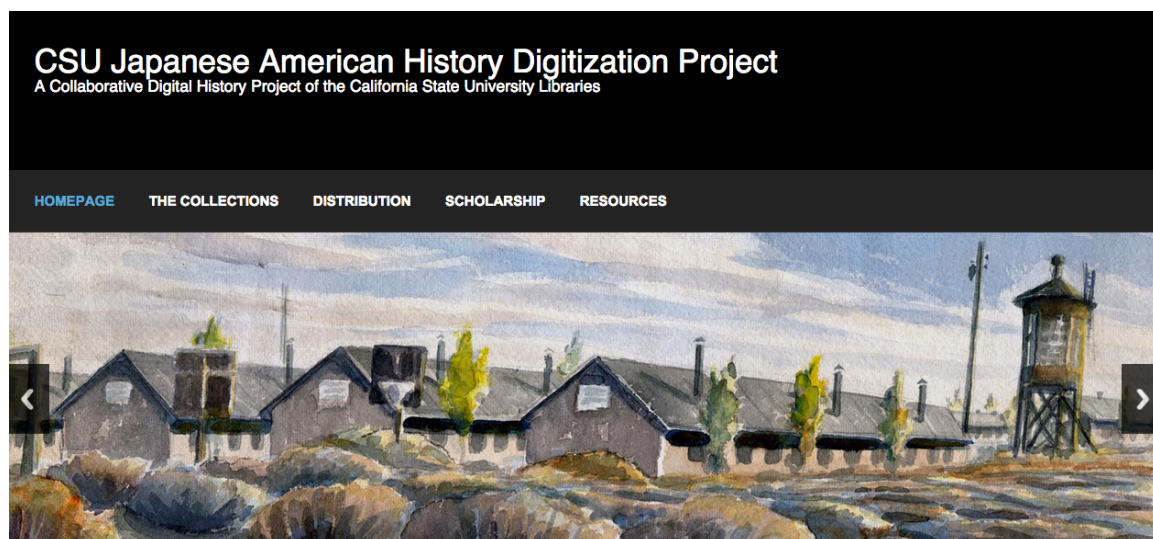 CSU Japanese American History Digitization Project
A Collaborative Digital History Project of the California State University Libraries
HOMEPAGE THE COLLECTIONS DISTRIBUTION SCHOLARSHIP RESOURCES